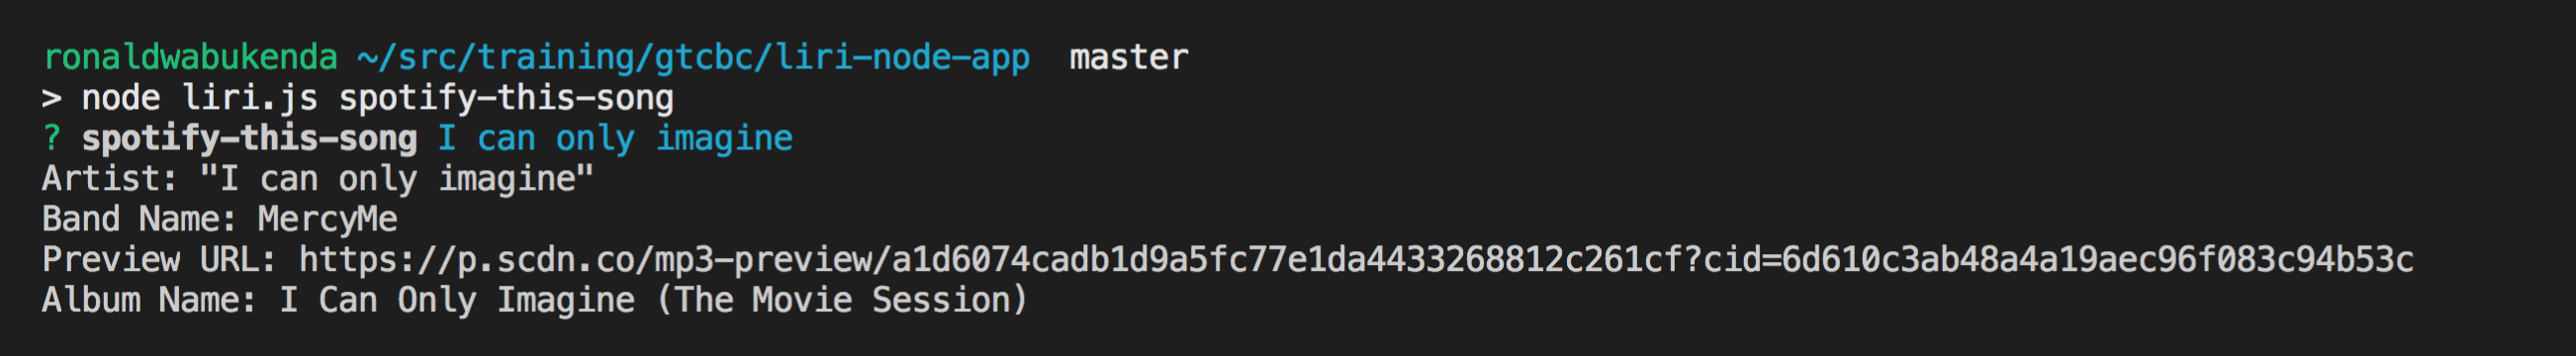 ronaldwabukenda ~/src/training/gtcbc/liri-node-app  master
> node liri.js spotify-this-song
? spotify-this-song I can only imagine
Artist: "I can only imagine"
Band Name: MercyMe
Preview URL: https://p.scdn.co/mp3-preview/a1d6074cadb1d9a5fc77e1da4433268812c261cf?cid=6d610c3ab48a4a19aec96f083c94b53c
Album Name: I Can Only Imagine (The Movie Session)